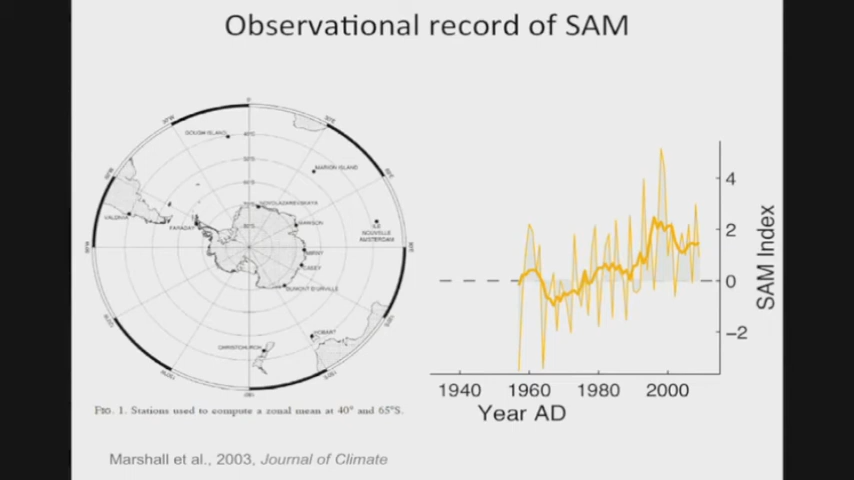 Observational record of SAM
GOUGH ISLAND
MARION ISLAND
VALDIVIA
FARADAY
NOVOLAZAREVSKAYA
MAWSON
ILE
NOUVELLE
AMSTERDAM
MIRNY
CASEY
DUMONT D'URVILLE
HOBART
CHRISTCHURCH
FIG. 1. Stations used to compute a zonal mean at 40° and 65°S.
Marshall et al., 2003, Journal of Climate
4
2
0
−2
SAM Index
1940 1960 1980 2000
Year AD